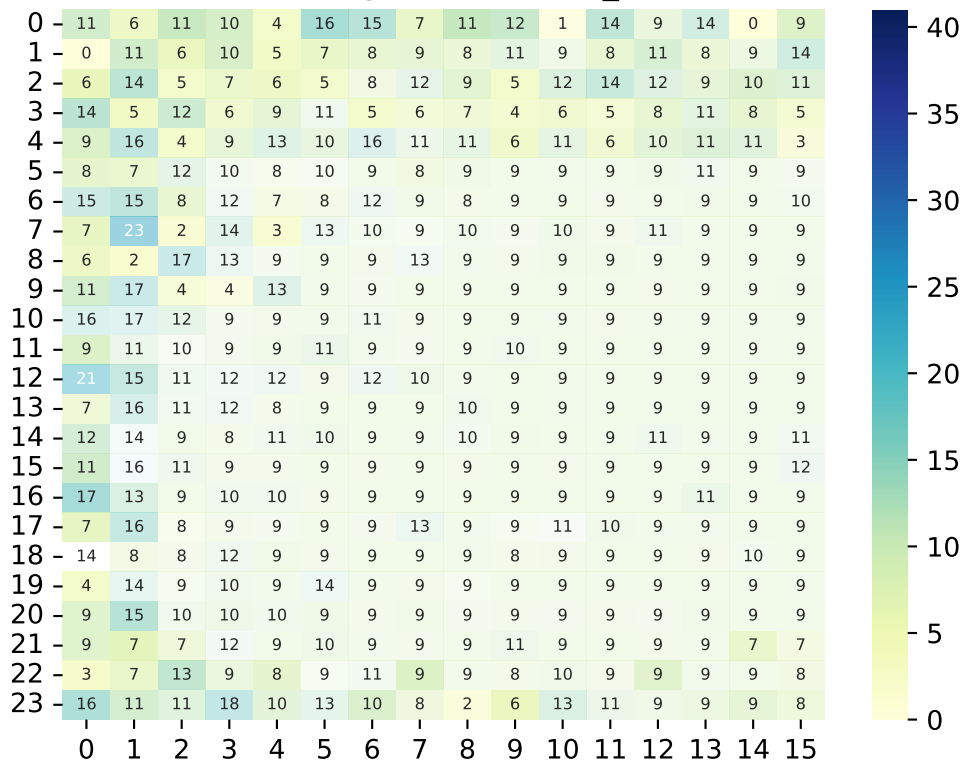 0 11 6 11 10 4 16 15 7 11 12 1 14 9 14 0 9
1 0 11 6 10 5 7 8 9 8 11 9 8 11 8 9 14
2 6 14 5 7 6 5 8 12 9 5 12 14 12 9 10 11
3 14 5 12 6 9 11 5 6 7 4 6 5 8 11 8 5
4 9 16 4 9 13 10 16 11 11 6 11 6 10 11 11 3
5 8 7 12 10 8 10 9 8 9 9 9 9 9 11 9 9
6 15 15 8 12 7 8 12 9 8 9 9 9 9 9 9 10
7 7 23 2 14 3 13 10 9 10 9 10 9 11 9 9 9
8 6 2 17 13 9 9 9 13 9 9 9 9 9 9 9 9
9 11 17 4 4 13 9 9 9 9 9 9 9 9 9 9 9
10 16 17 12 9 9 9 11 9 9 9 9 9 9 9 9 9
11 9 11 10 9 9 11 9 9 9 10 9 9 9 9 9 9
12 21 15 11 12 12 9 12 10 9 9 9 9 9 9 9 9
13 7 16 11 12 8 9 9 9 10 9 9 9 9 9 9 9
14 12 14 9 8 11 10 9 9 10 9 9 9 11 9 9 11
15 11 16 11 9 9 9 9 9 9 9 9 9 9 9 9 12
16 17 13 9 10 10 9 9 9 9 9 9 9 9 11 9 9
17 7 16 8 9 9 9 9 13 9 9 11 10 9 9 9 9
18 14 8 8 12 9 9 9 9 9 8 9 9 9 9 10 9
19 4 14 9 10 9 14 9 9 9 9 9 9 9 9 9 9
20 9 15 10 10 10 9 9 9 9 9 9 9 9 9 9 9
21 9 7 7 12 9 10 9 9 9 11 9 9 9 9 7 7
22 3 7 13 9 8 9 11 9 9 8 10 9 9 9 9 8
23 16 11 11 18 10 13 10 8 2 6 13 11 9 9 9 8
0 1 2 3 4 5 6 7 8 9 10 11 12 13 14 15
40
35
30
25
20
15
10
5
0